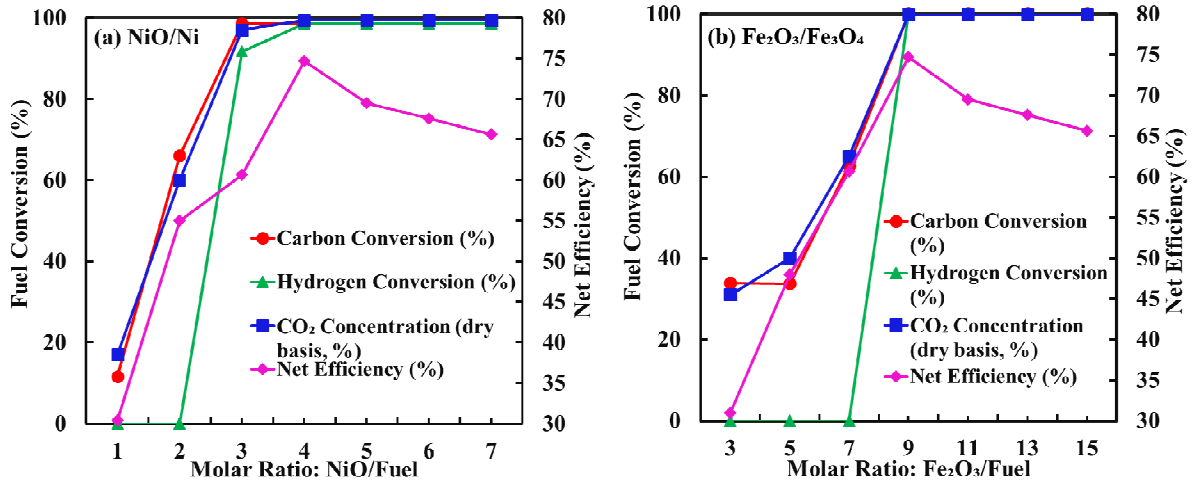 (a) NiO/Ni
Fuel Conversion (%)
100
80
60
40
20
0
80
75
70
65
60
55
50
45
40
35
30
Net Efficiency (%)
Carbon Conversion (%)
Hydrogen Conversion (%)
CO₂ Concentration (dry
basis, %)
Net Efficiency (%)
1 2 3 4 5 6 7
Molar Ratio: NiO/Fuel
(b) Fe₂O₃/Fe₃O₄
Fuel Conversion (%)
100
80
60
40
20
0
80
75
70
65
60
55
50
45
40
35
30
Net Efficiency (%)
Carbon Conversion
(%)
Hydrogen Conversion
(%)
CO₂ Concentration
(dry basis, %)
Net Efficiency (%)
3 5 7 9 11 13 15
Molar Ratio: Fe₂O₃/Fuel